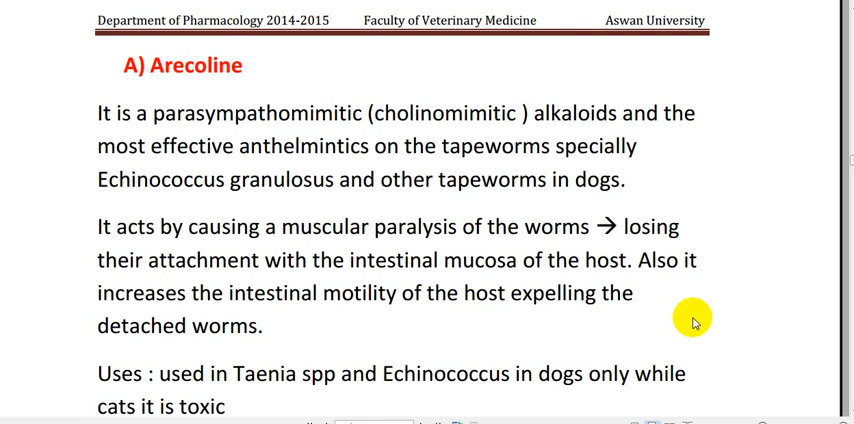 Department of Pharmacology 2014-2015 Faculty of Veterinary Medicine Aswan University
A) Arecoline
It is a parasympathomimitic (cholinomimitic ) alkaloids and the
most effective anthelmintics on the tapeworms specially
Echinococcus granulosus and other tapeworms in dogs.
It acts by causing a muscular paralysis of the worms → losing
their attachment with the intestinal mucosa of the host. Also it
increases the intestinal motility of the host expelling the
detached worms.
Uses : used in Taenia spp and Echinococcus in dogs only while
cats it is toxic